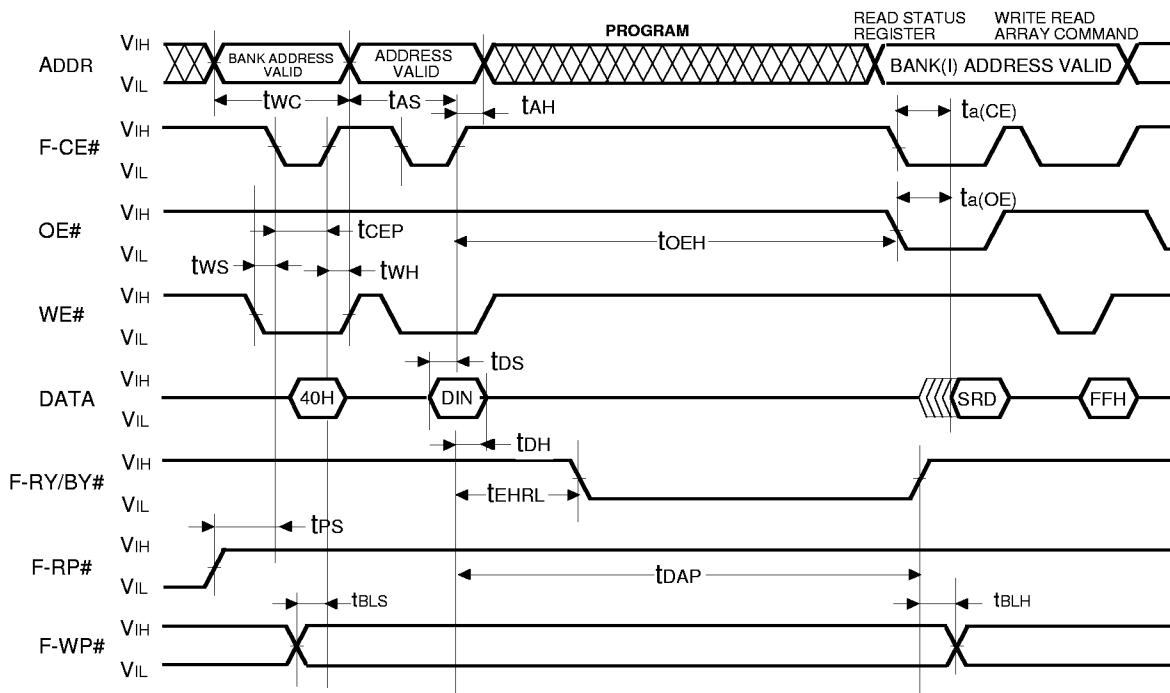 PROGRAM
READ STATUS
REGISTER
WRITE READ
ARRAY COMMAND
ADDR
VIH
VIL
BANK ADDRESS
VALID
ADDRESS
VALID
BANK(I) ADDRESS VALID
tWC
tAS
tAH
ta(CE)
F-CE#
VIH
VIL
ta(OE)
OE#
VIH
VIL
tCEP
tOEH
tWS
tWH
WE#
VIH
VIL
tDS
DATA
VIH
VIL
40H
DIN
SRD
FFH
tDH
F-RY/BY#
VIH
VIL
tEHRL
tPS
F-RP#
VIH
VIL
tDAP
tBLS
tBLH
F-WP#
VIH
VIL